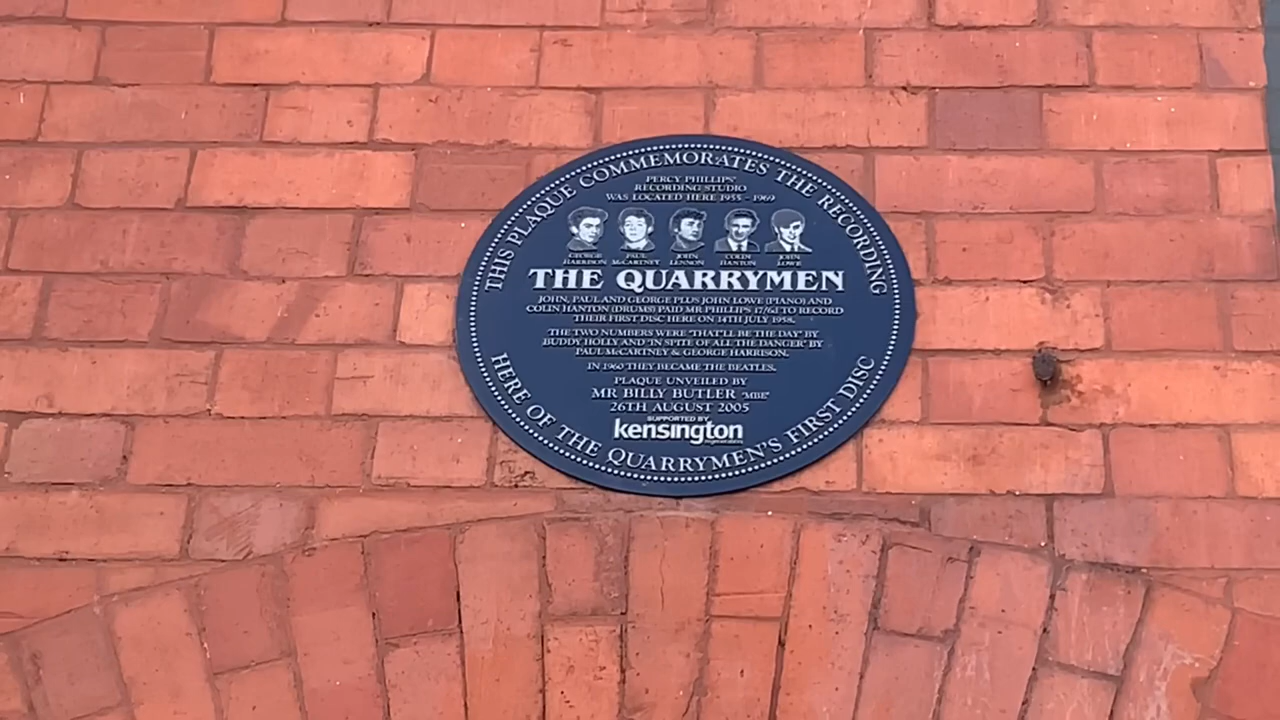 THIS PLAQUE COMMEMORATES THE RECORDING
PERCY PHILLIPS'
RECORDING STUDIO
WAS LOCATED HERE 1955 - 1969
GEORGE HARRISON
PAUL McCARTNEY
JOHN LENNON
COLIN HANTON
JOHN LOWE
THE QUARRYMEN
JOHN, PAUL AND GEORGE PLUS JOHN LOWE (PIANO) AND
COLIN HANTON (DRUMS) PAID MR PHILLIPS 17/6d TO RECORD
THEIR FIRST DISC HERE ON 14TH JULY 1958.
THE TWO NUMBERS WERE 'THAT'LL BE THE DAY' BY
BUDDY HOLLY AND 'IN SPITE OF ALL THE DANGER' BY
PAUL McCARTNEY & GEORGE HARRISON.
IN 1960 THEY BECAME THE BEATLES.
PLAQUE UNVEILED BY
MR BILLY BUTLER 'MBE'
26TH AUGUST 2005
SUPPORTED BY
kensington
HERE OF THE QUARRYMEN'S FIRST DISC